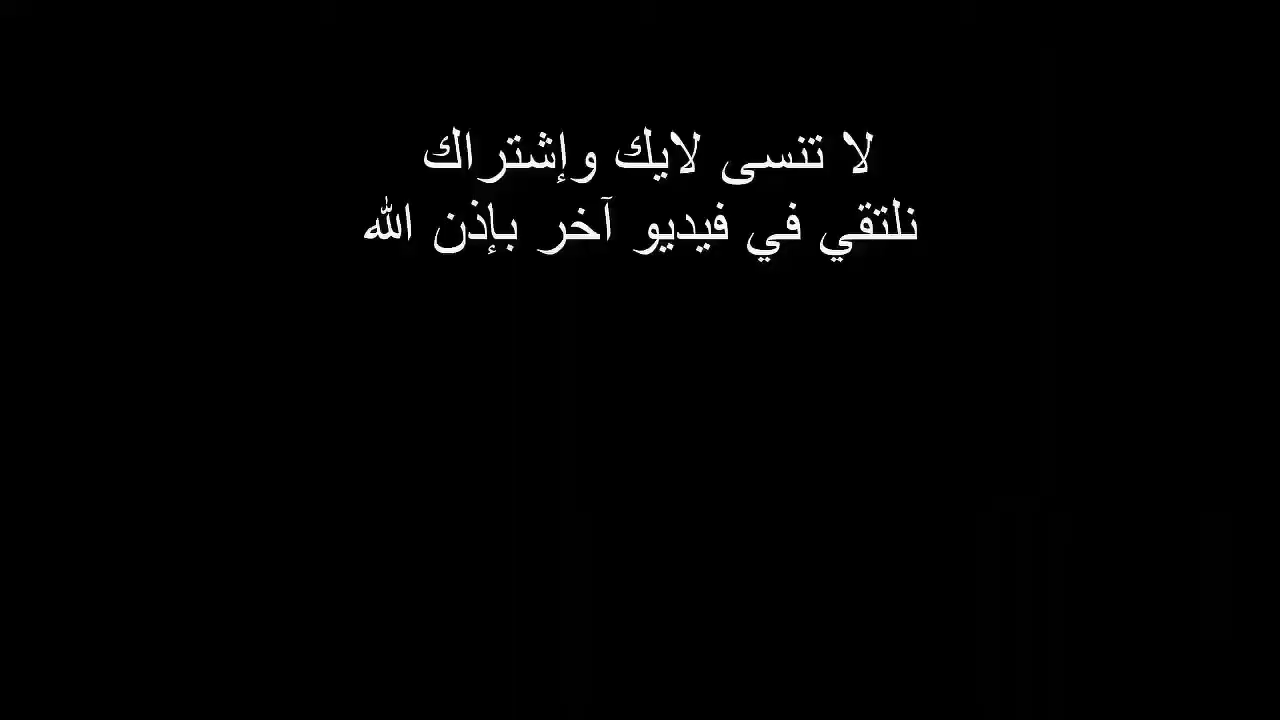 لا تنسى لايك وإشتراك
نلتقي في فيديو آخر بإذن الله